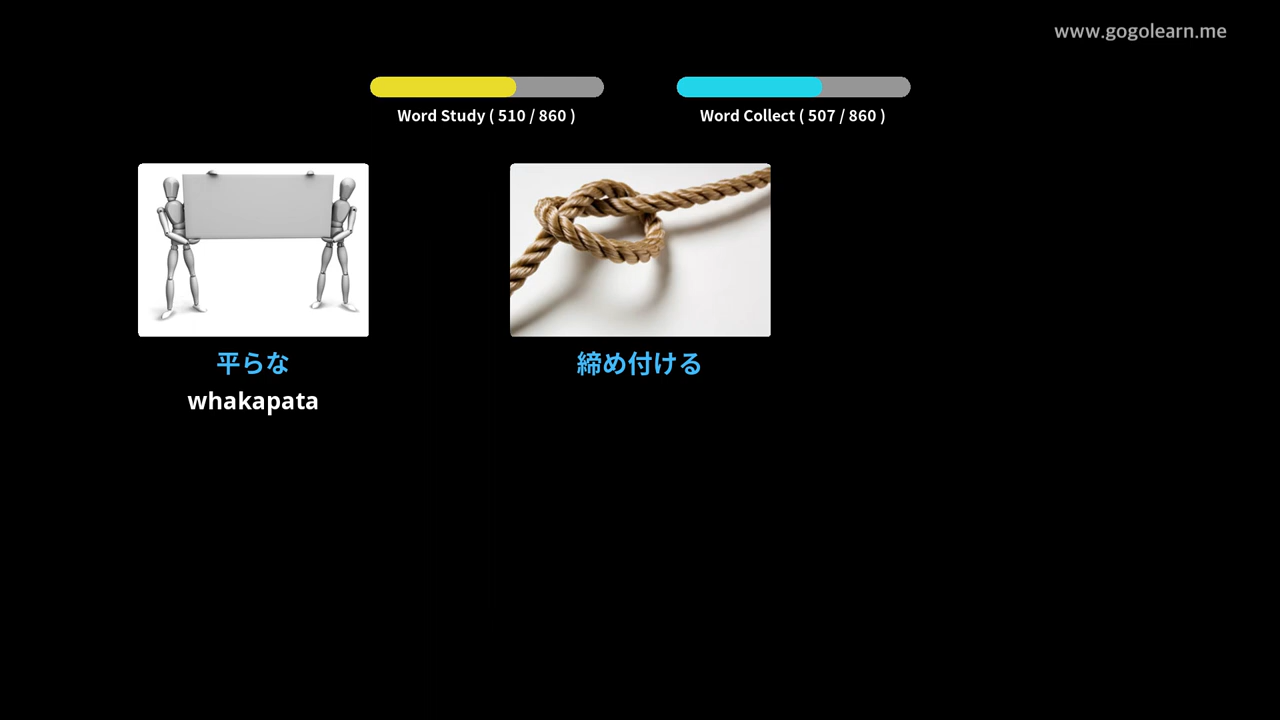 www.gogolearn.me
Word Study ( 510 / 860 )
Word Collect ( 507 / 860 )
平らな
whakapata
締め付ける